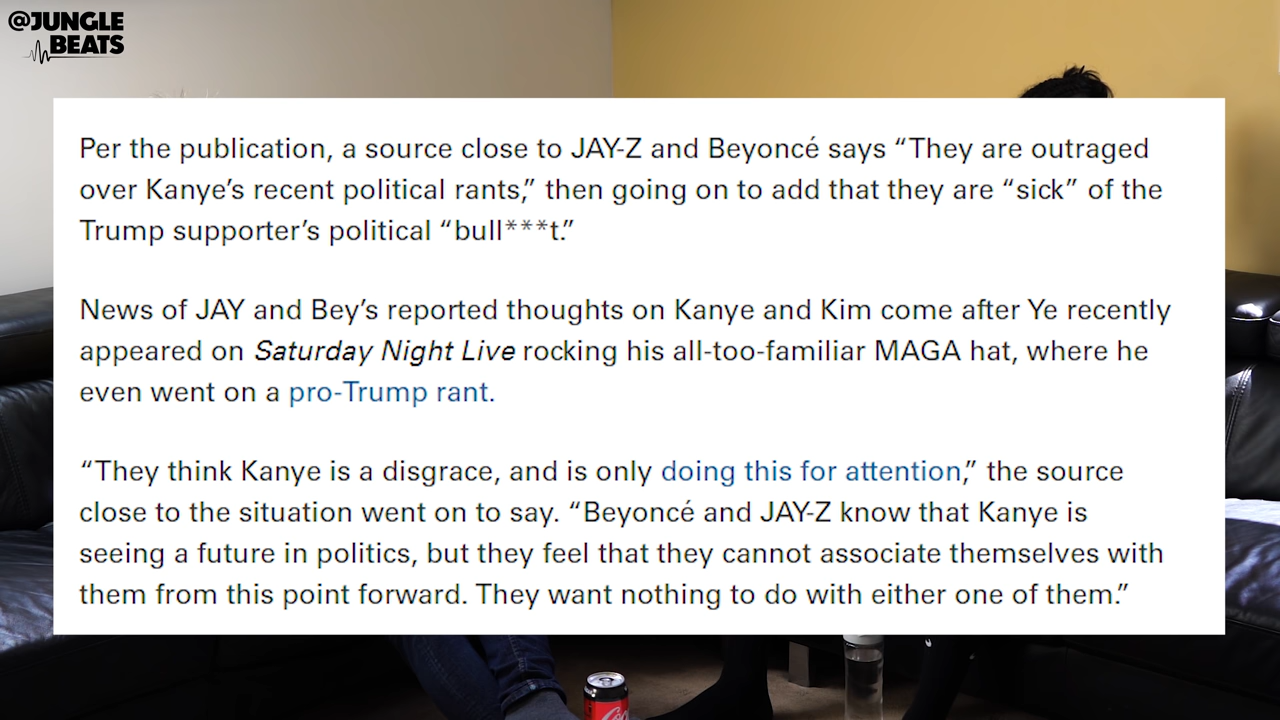 @JUNGLE
BEATS
Per the publication, a source close to JAY-Z and Beyoncé says “They are outraged
over Kanye’s recent political rants,” then going on to add that they are “sick” of the
Trump supporter’s political “bull***t.”
News of JAY and Bey’s reported thoughts on Kanye and Kim come after Ye recently
appeared on Saturday Night Live rocking his all-too-familiar MAGA hat, where he
even went on a pro-Trump rant.
“They think Kanye is a disgrace, and is only doing this for attention,” the source
close to the situation went on to say. “Beyoncé and JAY-Z know that Kanye is
seeing a future in politics, but they feel that they cannot associate themselves with
them from this point forward. They want nothing to do with either one of them.”